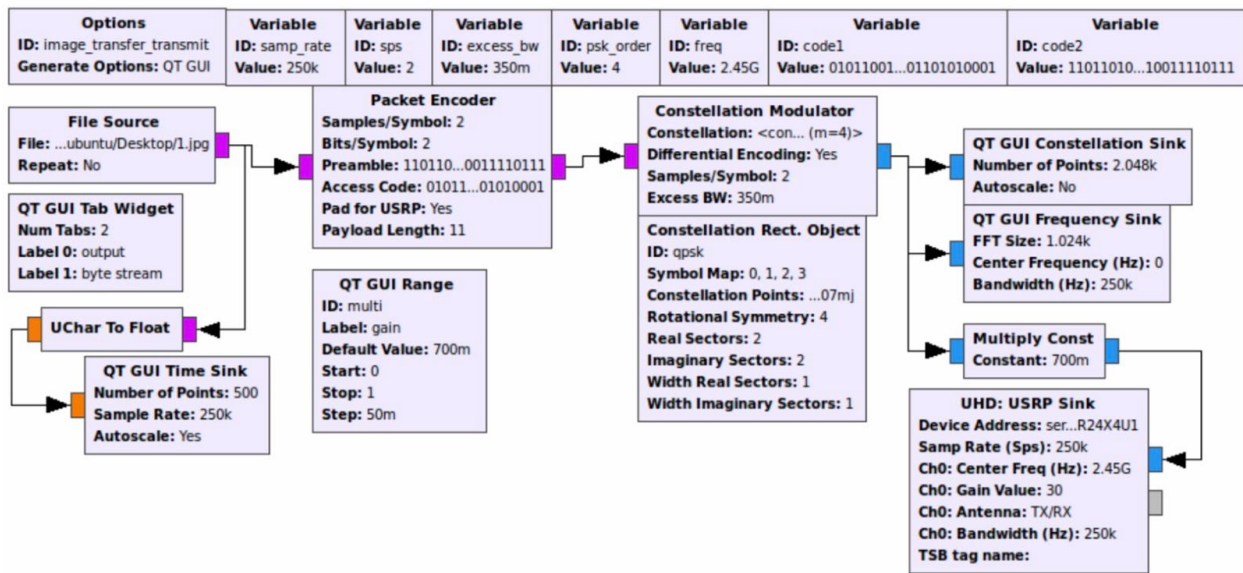 Options
ID: image_transfer_transmit
Generate Options: QT GUI
Variable
ID: samp_rate
Value: 250k
Variable
ID: sps
Value: 2
Variable
ID: excess_bw
Value: 350m
Variable
ID: psk_order
Value: 4
Variable
ID: freq
Value: 2.45G
Variable
ID: code1
Value: 01011001...01101010001
Variable
ID: code2
Value: 11011010...10011110111
File Source
File: ...ubuntu/Desktop/1.jpg
Repeat: No
Packet Encoder
Samples/Symbol: 2
Bits/Symbol: 2
Preamble: 110110...0011110111
Access Code: 01011...01010001
Pad for USRP: Yes
Payload Length: 11
Constellation Modulator
Constellation: <con... (m=4)>
Differential Encoding: Yes
Samples/Symbol: 2
Excess BW: 350m
QT GUI Constellation Sink
Number of Points: 2.048k
Autoscale: No
QT GUI Tab Widget
Num Tabs: 2
Label 0: output
Label 1: byte stream
QT GUI Frequency Sink
FFT Size: 1.024k
Center Frequency (Hz): 0
Bandwidth (Hz): 250k
Constellation Rect. Object
ID: qpsk
Symbol Map: 0, 1, 2, 3
Constellation Points: ...07mj
Rotational Symmetry: 4
Real Sectors: 2
Imaginary Sectors: 2
Width Real Sectors: 1
Width Imaginary Sectors: 1
QT GUI Range
ID: multi
Label: gain
Default Value: 700m
Start: 0
Stop: 1
Step: 50m
UChar To Float
Multiply Const
Constant: 700m
QT GUI Time Sink
Number of Points: 500
Sample Rate: 250k
Autoscale: Yes
UHD: USRP Sink
Device Address: ser...R24X4U1
Samp Rate (Sps): 250k
Ch0: Center Freq (Hz): 2.45G
Ch0: Gain Value: 30
Ch0: Antenna: TX/RX
Ch0: Bandwidth (Hz): 250k
TSB tag name: